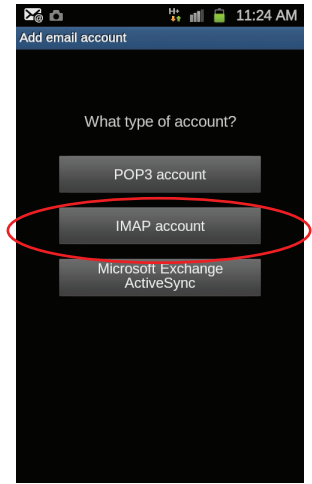 H+ 11:24 AM
Add email account
What type of account?
POP3 account
IMAP account
Microsoft Exchange
ActiveSync